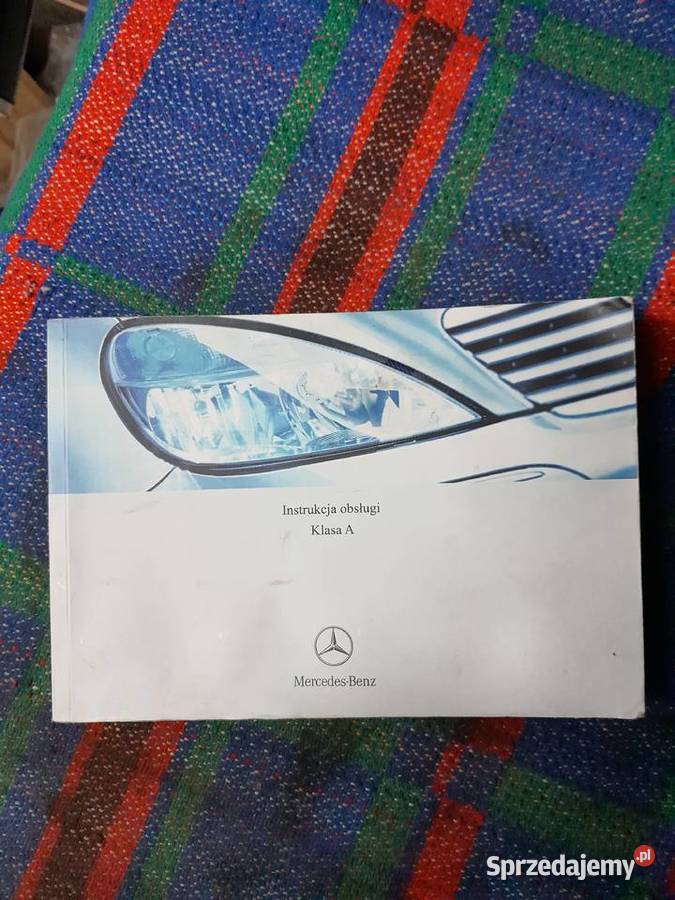 Instrukcja obsługi
Klasa A
Mercedes-Benz
Sprzedajemy.pl